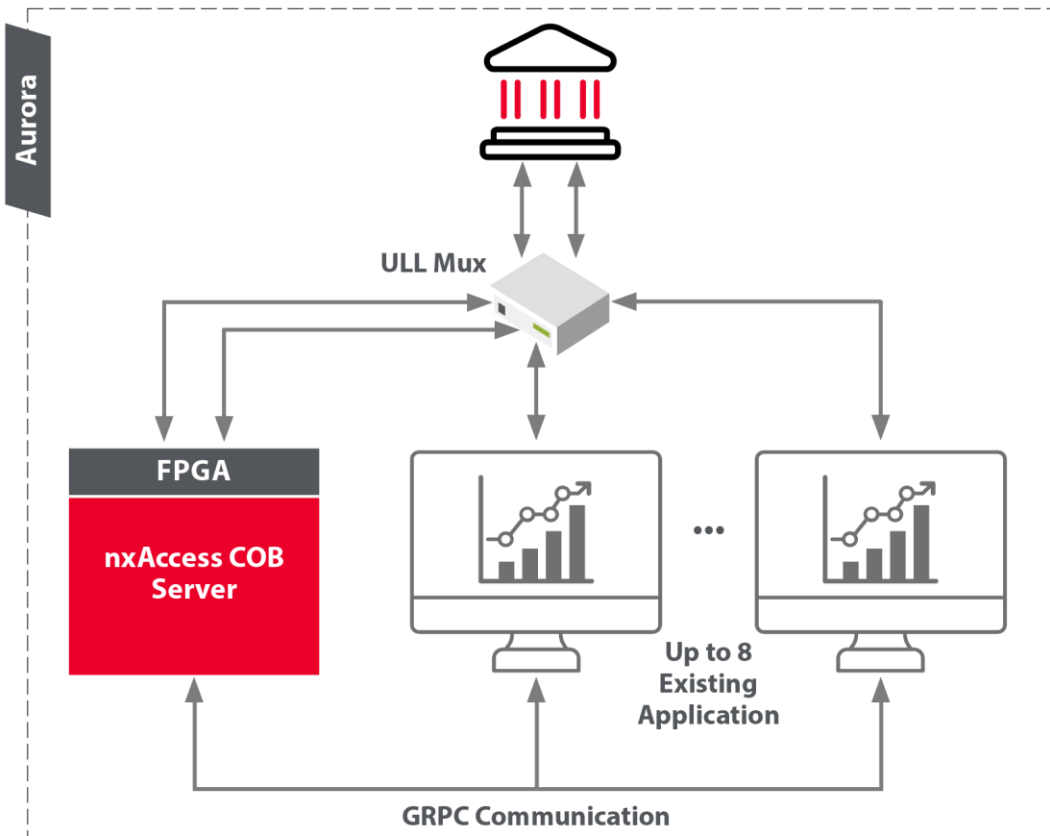 Aurora
ULL Mux
FPGA
nxAccess COB
Server
...
Up to 8
Existing
Application
GRPC Communication